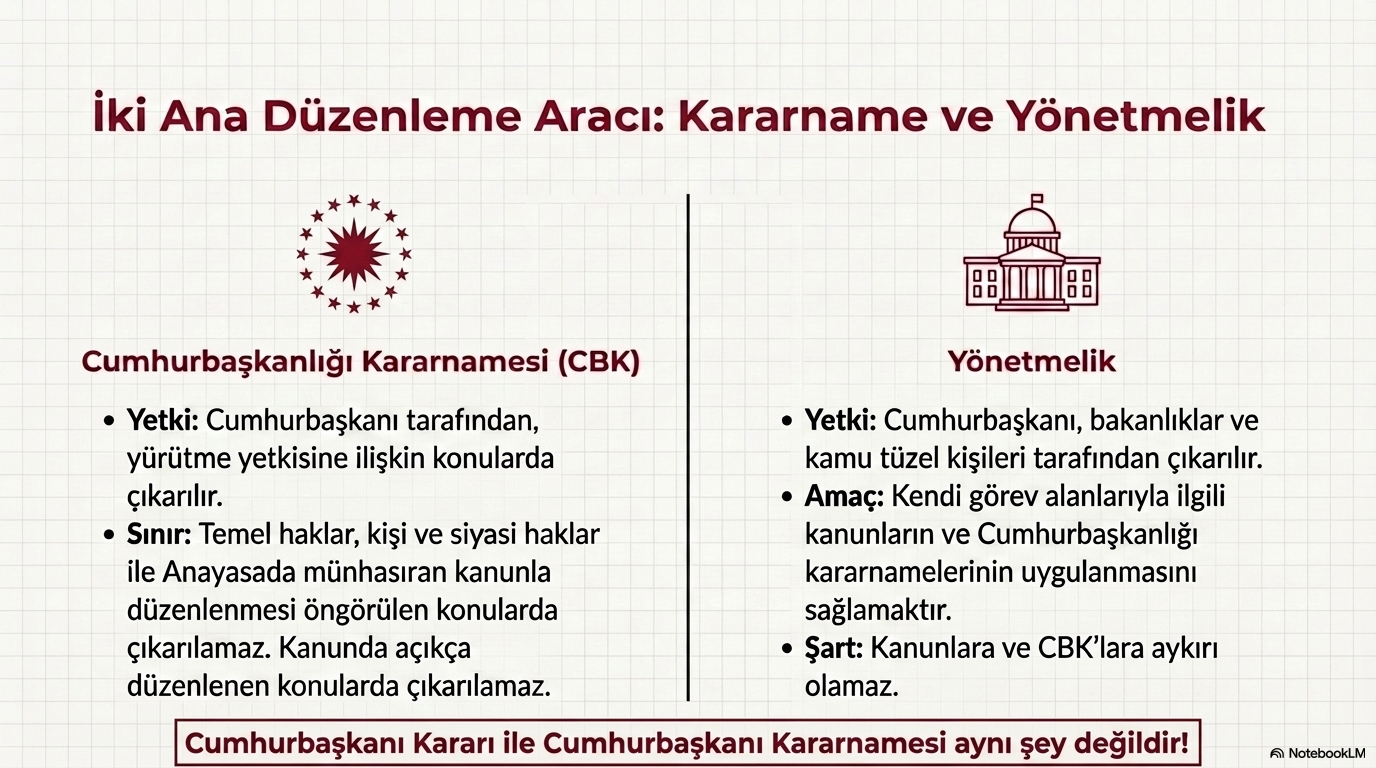 İki Ana Düzenleme Aracı: Kararname ve Yönetmelik
Cumhurbaşkanlığı Kararnamesi (CBK)
• Yetki: Cumhurbaşkanı tarafından,
yürütme yetkisine ilişkin konularda
çıkarılır.
• Sınır: Temel haklar, kişi ve siyasi haklar
ile Anayasada münhasıran kanunla
düzenlenmesi öngörülen konularda
çıkarılamaz. Kanunda açıkça
düzenlenen konularda çıkarılamaz.
Yönetmelik
• Yetki: Cumhurbaşkanı, bakanlıklar ve
kamu tüzel kişileri tarafından çıkarılır.
• Amaç: Kendi görev alanlarıyla ilgili
kanunların ve Cumhurbaşkanlığı
kararnamelerinin uygulanmasını
sağlamaktır.
• Şart: Kanunlara ve CBK'lara aykırı
olamaz.
Cumhurbaşkanı Kararı ile Cumhurbaşkanı Kararnamesi aynı şey değildir!
NotebookLM